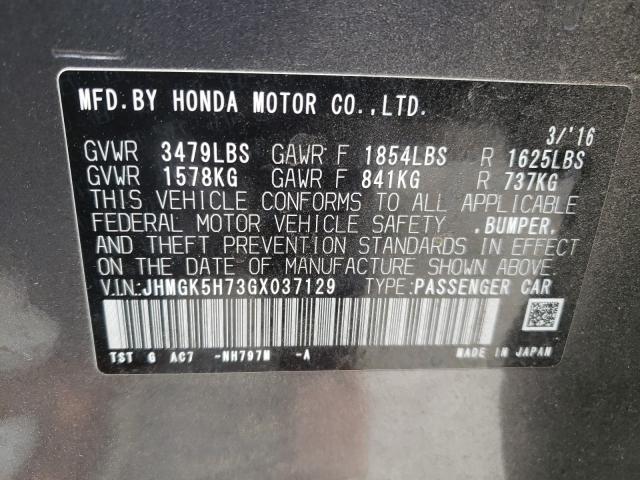 MFD.BY HONDA MOTOR CO.,LTD.
3/'16
GVWR 3479LBS GAWR F 1854LBS R 1625LBS
GVWR 1578KG GAWR F 841KG R 737KG
THIS VEHICLE CONFORMS TO ALL APPLICABLE
FEDERAL MOTOR VEHICLE SAFETY ,BUMPER,
AND THEFT PREVENTION STANDARDS IN EFFECT
ON THE DATE OF MANUFACTURE SHOWN ABOVE
V.I.N:JHMGK5H73GX037129 TYPE:PASSENGER CAR
TST G AC7 -NH797M -A MADE IN JAPAN